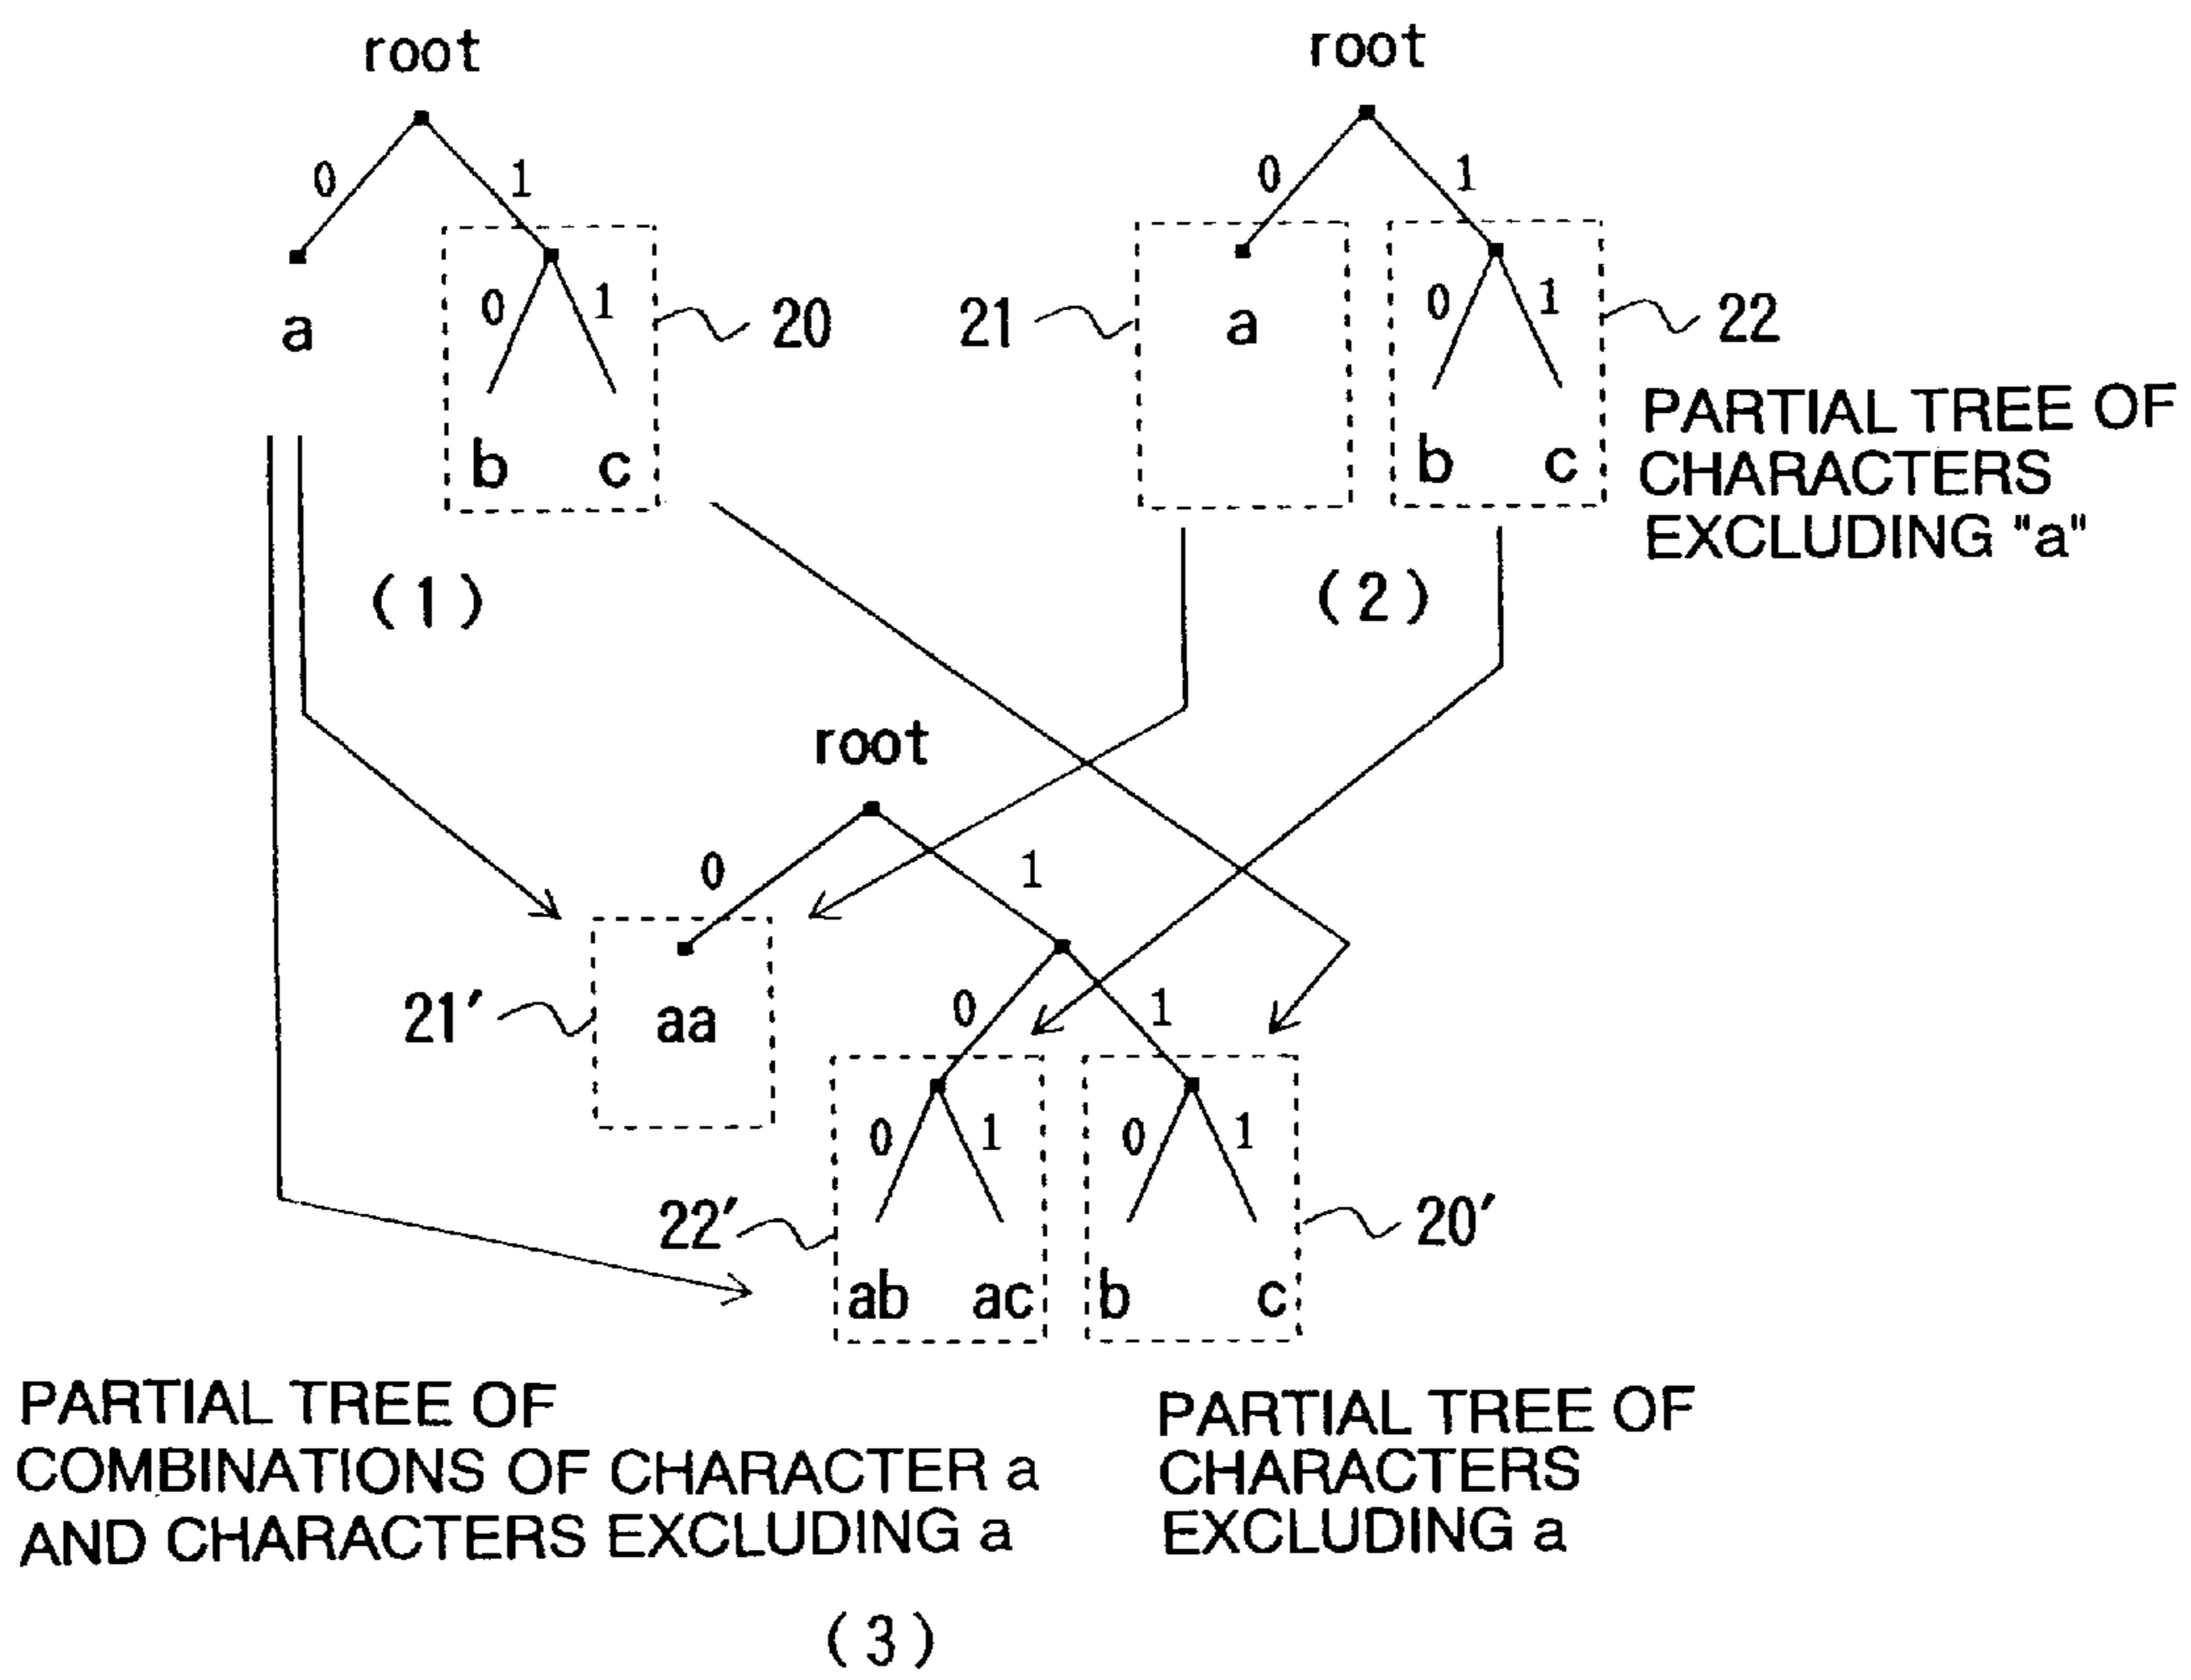 root root
0 1 0 1
0 1 0 1
a 20 21 a 22
b c b c
PARTIAL TREE OF
CHARACTERS
EXCLUDING "a"
(1) (2)
root
0 1
21' aa 0 1
0 1 0 1
22' 20'
ab ac b c
PARTIAL TREE OF
COMBINATIONS OF CHARACTER a
AND CHARACTERS EXCLUDING a
PARTIAL TREE OF
CHARACTERS
EXCLUDING a
(3)